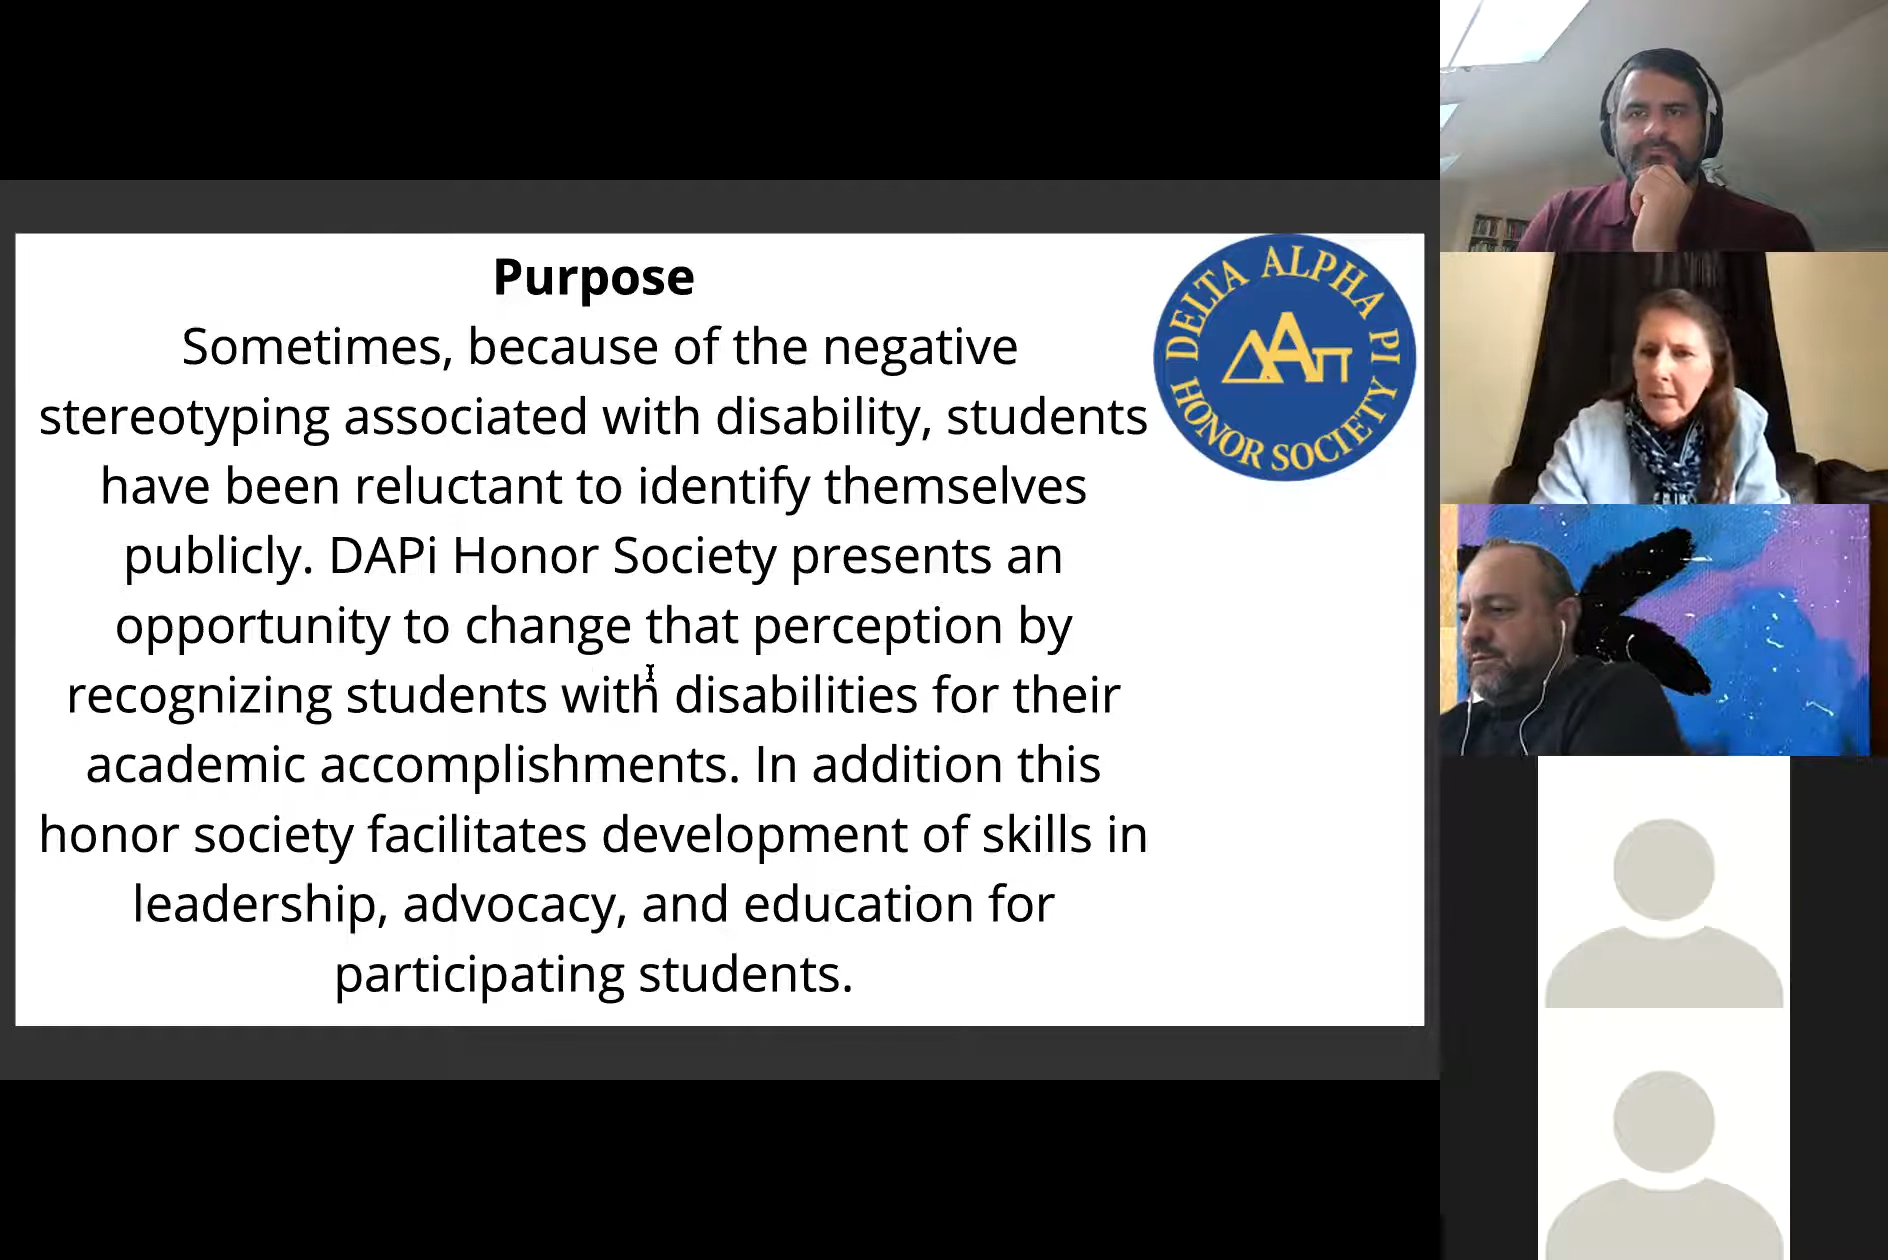 Purpose
Sometimes, because of the negative
stereotyping associated with disability, students
have been reluctant to identify themselves
publicly. DAPi Honor Society presents an
opportunity to change that perception by
recognizing students with disabilities for their
academic accomplishments. In addition this
honor society facilitates development of skills in
leadership, advocacy, and education for
participating students.
DELTA ALPHA PI
ΔAπ
HONOR SOCIETY